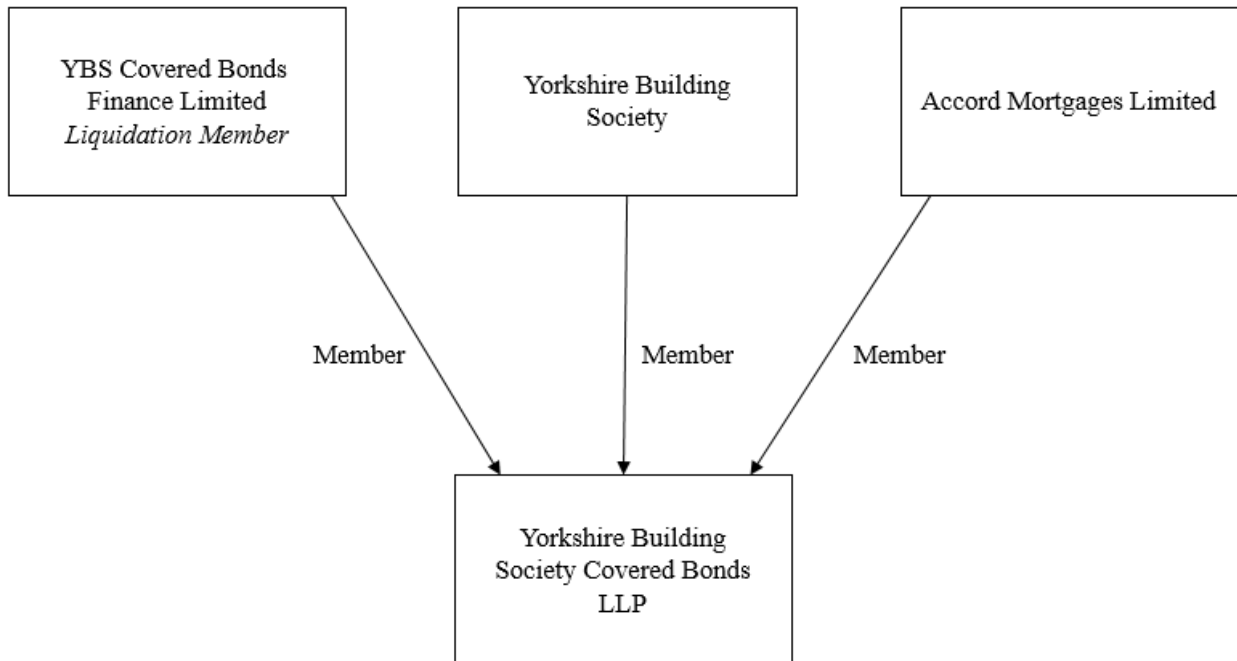 YBS Covered Bonds
Finance Limited
Liquidation Member
Yorkshire Building
Society
Accord Mortgages Limited
Member
Member
Member
Yorkshire Building
Society Covered Bonds
LLP